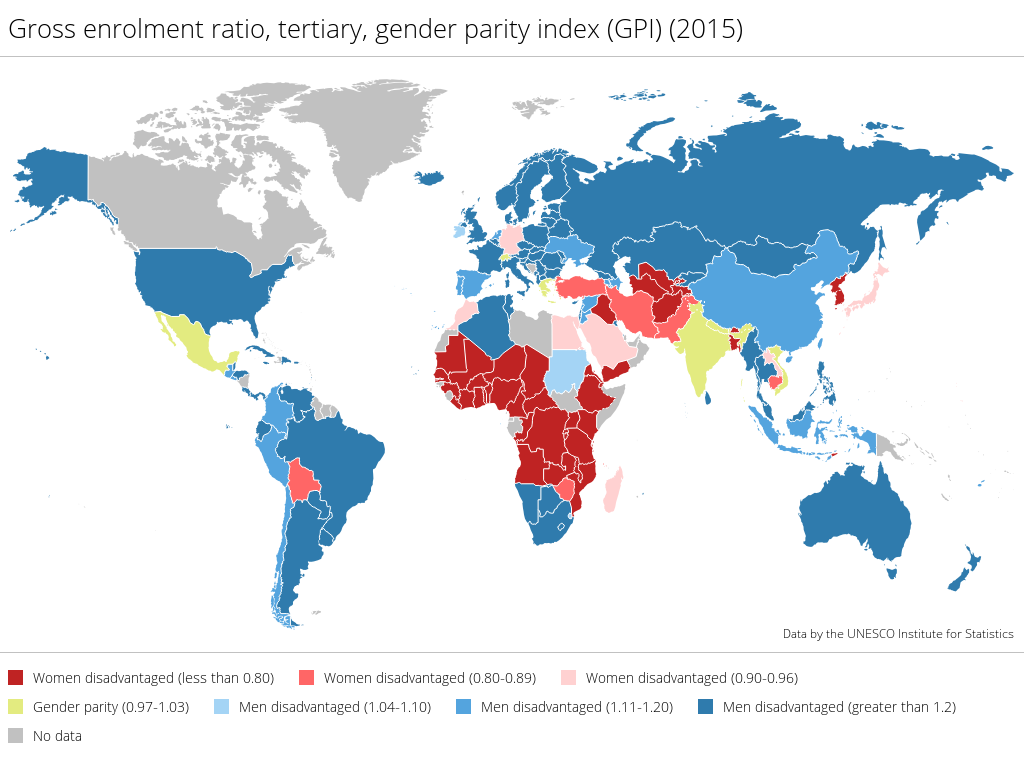 Gross enrolment ratio, tertiary, gender parity index (GPI) (2015)
Data by the UNESCO Institute for Statistics
Women disadvantaged (less than 0.80) Women disadvantaged (0.80-0.89) Women disadvantaged (0.90-0.96)
Gender parity (0.97-1.03) Men disadvantaged (1.04-1.10) Men disadvantaged (1.11-1.20) Men disadvantaged (greater than 1.2)
No data